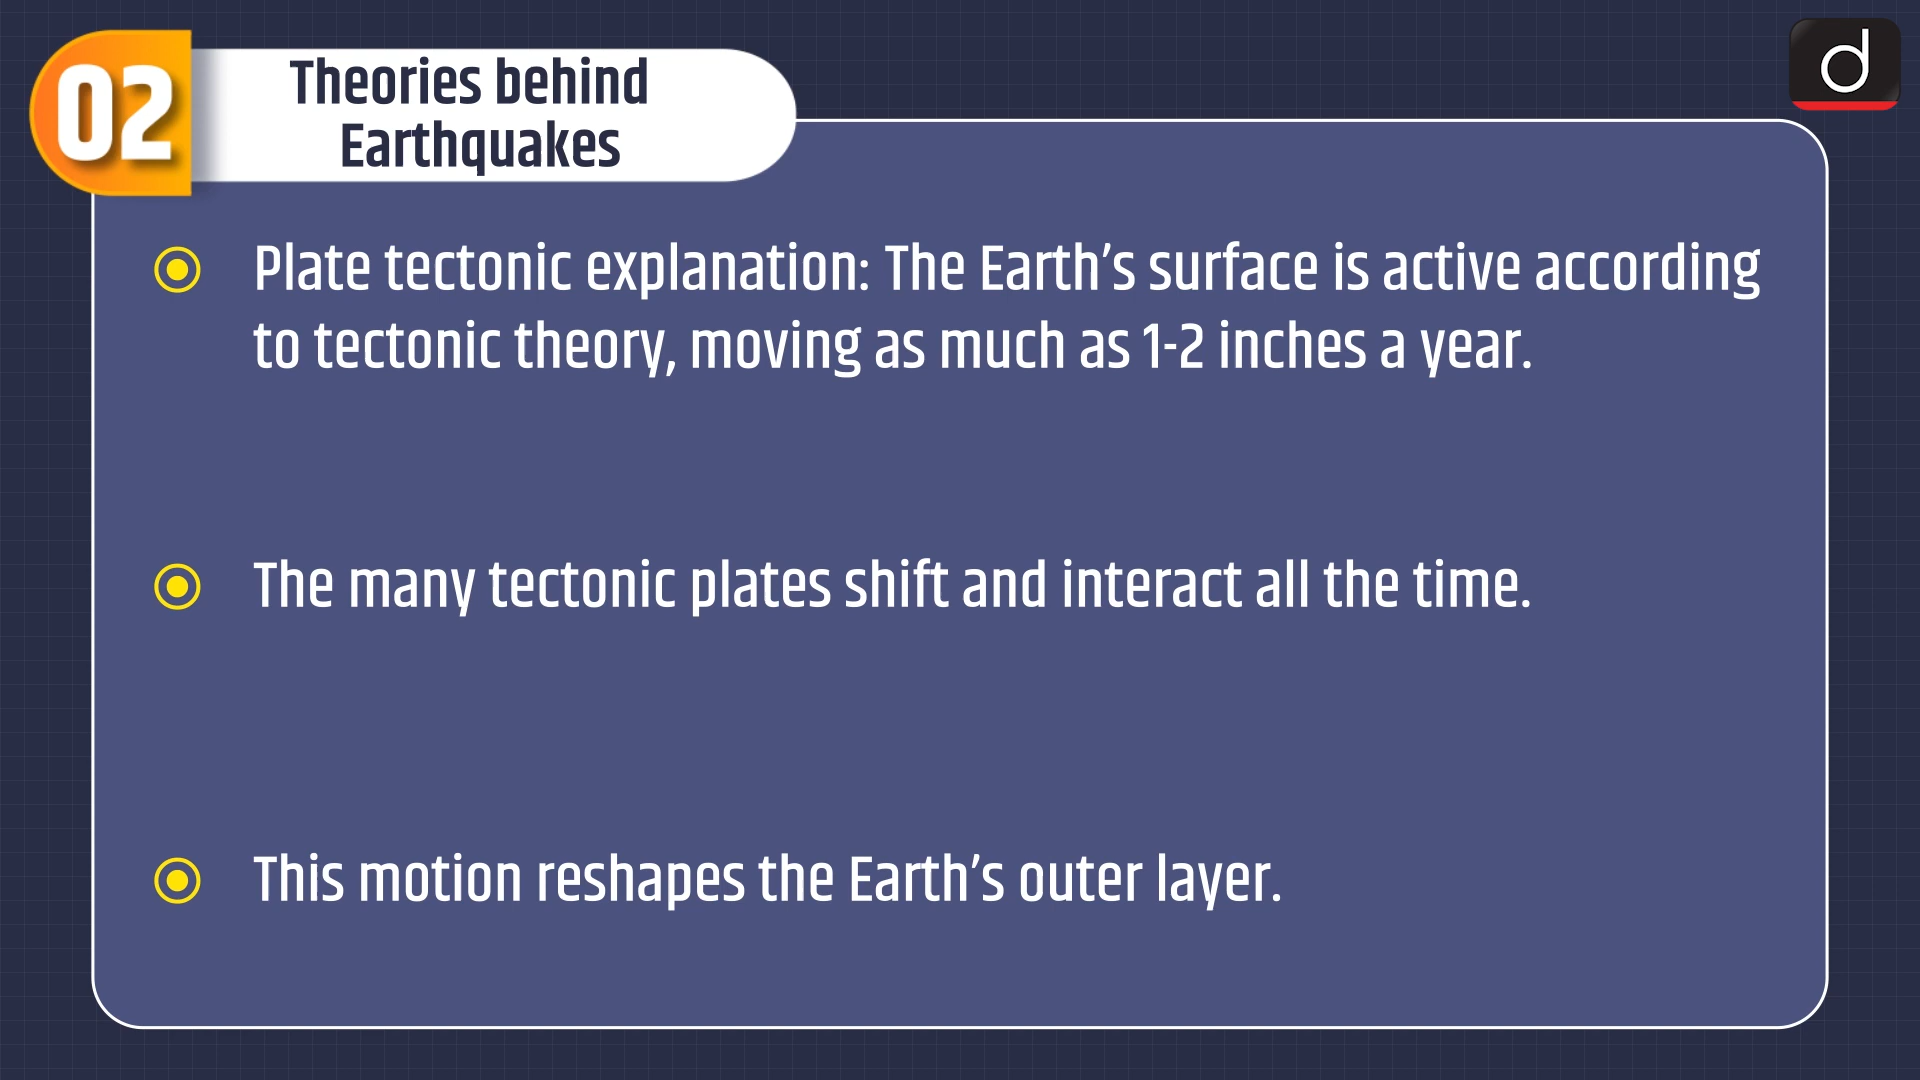 02
Theories behind
Earthquakes
d
Plate tectonic explanation: The Earth’s surface is active according
to tectonic theory, moving as much as 1-2 inches a year.
The many tectonic plates shift and interact all the time.
This motion reshapes the Earth’s outer layer.